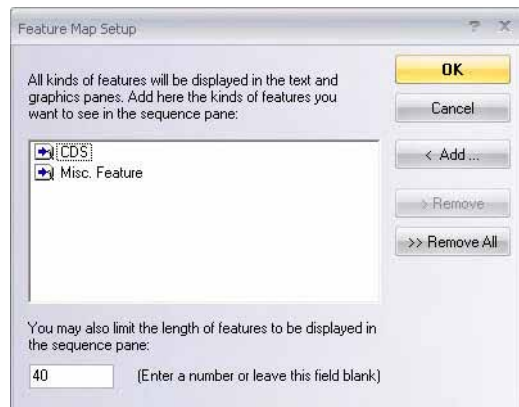 Feature Map Setup
All kinds of features will be displayed in the text and
graphics panes. Add here the kinds of features you
want to see in the sequence pane:
CDS
Misc. Feature
OK
Cancel
< Add ...
> Remove
>> Remove All
You may also limit the length of features to be displayed in
the sequence pane:
40 (Enter a number or leave this field blank)